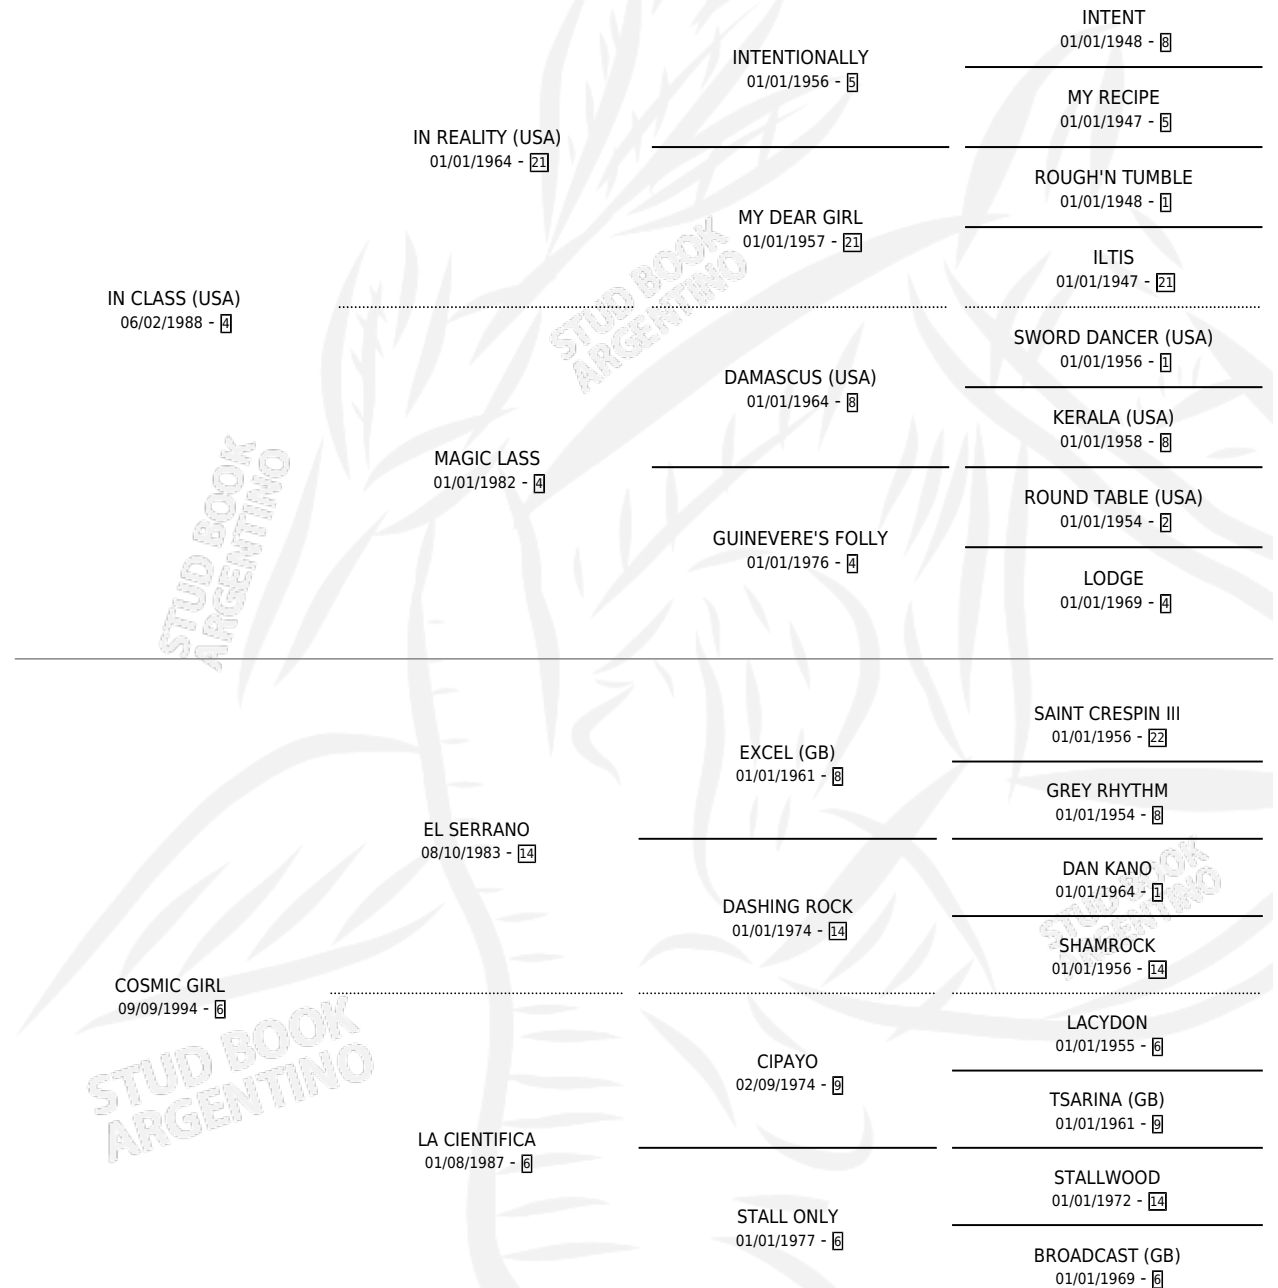 INTENT
01/01/1948 - 8
INTENTIONALLY
01/01/1956 - 5
MY RECIPE
01/01/1947 - 5
IN REALITY (USA)
01/01/1964 - 21
ROUGH'N TUMBLE
01/01/1948 - 1
MY DEAR GIRL
01/01/1957 - 21
ILTIS
01/01/1947 - 21
IN CLASS (USA)
06/02/1988 - 4
STUD BOOK
ARGENTINO
SWORD DANCER (USA)
01/01/1956 - 1
DAMASCUS (USA)
01/01/1964 - 8
KERALA (USA)
01/01/1958 - 8
MAGIC LASS
01/01/1982 - 4
ROUND TABLE (USA)
01/01/1954 - 2
GUINEVERE'S FOLLY
01/01/1976 - 4
LODGE
01/01/1969 - 4
STUD BOOK
ARGENTINO
SAINT CRESPIN III
01/01/1956 - 22
EXCEL (GB)
01/01/1961 - 8
GREY RHYTHM
01/01/1954 - 8
EL SERRANO
08/10/1983 - 14
DAN KANO
01/01/1964 - 1
DASHING ROCK
01/01/1974 - 14
STUD BOOK
ARGENTINO
SHAMROCK
01/01/1956 - 14
COSMIC GIRL
09/09/1994 - 6
LACYDON
01/01/1955 - 6
CIPAYO
02/09/1974 - 9
STUD BOOK
ARGENTINO
TSARINA (GB)
01/01/1961 - 9
LA CIENTIFICA
01/08/1987 - 6
STALLWOOD
01/01/1972 - 14
STALL ONLY
01/01/1977 - 6
BROADCAST (GB)
01/01/1969 - 6